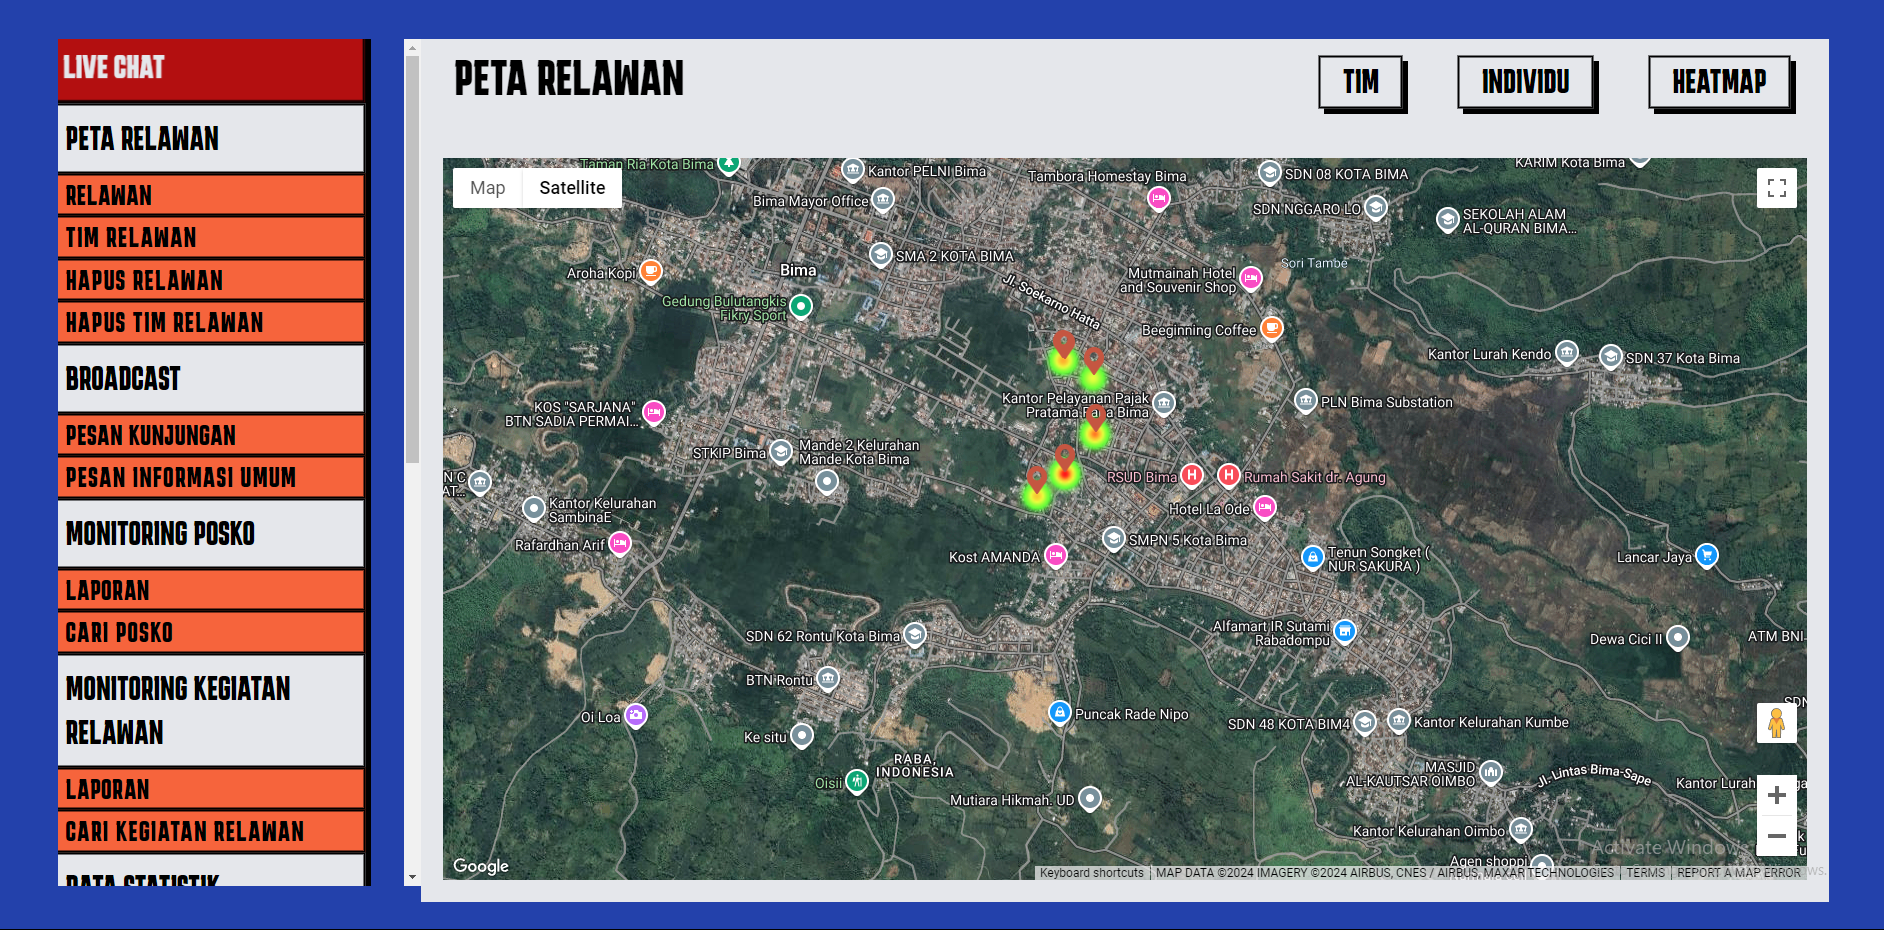 LIVE CHAT
PETA RELAWAN
RELAWAN
TIM RELAWAN
HAPUS RELAWAN
HAPUS TIM RELAWAN
BROADCAST
PESAN KUNJUNGAN
PESAN INFORMASI UMUM
MONITORING POSKO
LAPORAN
CARI POSKO
MONITORING KEGIATAN
RELAWAN
LAPORAN
CARI KEGIATAN RELAWAN
DATA STATISTIK
PETA RELAWAN
TIM
INDIVIDU
HEATMAP
Map
Satellite
Taman Ria Kota Bima
Kantor PELNI Bima
Tambora Homestay Bima
SDN 08 KOTA BIMA
KARIM Kota Bima
Bima Mayor Office
SDN NGGARO LO
SEKOLAH ALAM
AL-QURAN BIMA...
SMA 2 KOTA BIMA
Aroha Kopi
Bima
Jl. Soekarno Hatta
Mutmainah Hotel
and Souvenir Shop
Sori Tambe
Gedung Bulutangkis
Fikry Sport
Beeginning Coffee
Kantor Lurah Kendo
SDN 37 Kota Bima
Kantor Pelayanan Pajak
Pratama Bima
PLN Bima Substation
KOS "SARJANA"
BTN SADIA PERMAI...
STKIP Bima
Mande 2 Kelurahan
Mande Kota Bima
RSUD Bima
Rumah Sakit dr. Agung
Kantor Kelurahan
SambinaE
Hotel La Ode
Rafardhan Arif
Kost AMANDA
SMPN 5 Kota Bima
Tenun Songket (
NUR SAKURA )
Lancar Jaya
SDN 62 Rontu Kota Bima
Alfamart IR Sutami
Rabadompu
Dewa Cici II
ATM BNI
BTN Rontu
Oi Loa
Ke situ
Puncak Rade Nipo
SDN 48 KOTA BIM4
Kantor Kelurahan Kumbe
SDN
RABA,
INDONESIA
Oisii
Mutiara Hikmah. UD
MASJID
AL-KAUTSAR OIMBO
Jl. Lintas Bima-Sape
Kantor Lurah
Kantor Kelurahan Oimbo
Agen shoppi
Activate Windows
Google
Keyboard shortcuts
MAP DATA ©2024 IMAGERY ©2024 AIRBUS, CNES / AIRBUS, MAXAR TECHNOLOGIES
TERMS
REPORT A MAP ERROR